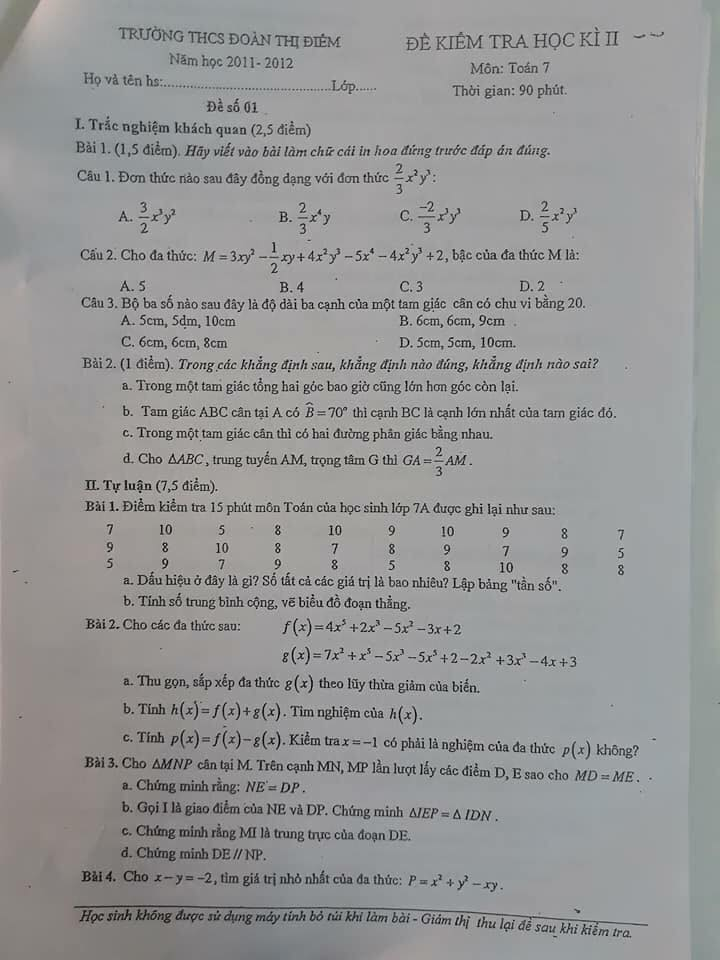 TRƯỜNG THCS ĐOÀN THỊ ĐIỂM
Năm học 2011- 2012
Họ và tên hs:..............................................Lớp......
Đề số 01
ĐỀ KIỂM TRA HỌC KÌ II
Môn: Toán 7
Thời gian: 90 phút.
I. Trắc nghiệm khách quan (2,5 điểm)
Bài 1. (1,5 điểm). Hãy viết vào bài làm chữ cái in hoa đứng trước đáp án đúng.
Câu 1. Đơn thức nào sau đây đồng dạng với đơn thức 2/3 x²y³:
A. 3/2 x³y² B. 2/3 x⁴y C. -2/3 x³y³ D. 2/5 x²y³
Câu 2. Cho đa thức: M = 3xy² − 1/2 xy + 4x²y³ − 5x⁴ − 4x²y³ + 2, bậc của đa thức M là:
A. 5 B. 4 C. 3 D. 2
Câu 3. Bộ ba số nào sau đây là độ dài ba cạnh của một tam giác cân có chu vi bằng 20.
A. 5cm, 5dm, 10cm B. 6cm, 6cm, 9cm .
C. 6cm, 6cm, 8cm D. 5cm, 5cm, 10cm.
Bài 2. (1 điểm). Trong các khẳng định sau, khẳng định nào đúng, khẳng định nào sai?
a. Trong một tam giác tổng hai góc bao giờ cũng lớn hơn góc còn lại.
b. Tam giác ABC cân tại A có B̂ = 70° thì cạnh BC là cạnh lớn nhất của tam giác đó.
c. Trong một tam giác cân thì có hai đường phân giác bằng nhau.
d. Cho ΔABC, trung tuyến AM, trọng tâm G thì GA = 2/3 AM.
II. Tự luận (7,5 điểm).
Bài 1. Điểm kiểm tra 15 phút môn Toán của học sinh lớp 7A được ghi lại như sau:
7 10 5 8 10 9 10 9 8 7
9 8 10 8 7 8 9 7 9 5
5 9 7 9 8 5 8 10 8 8
a. Dấu hiệu ở đây là gì? Số tất cả các giá trị là bao nhiêu? Lập bảng "tần số".
b. Tính số trung bình cộng, vẽ biểu đồ đoạn thẳng.
Bài 2. Cho các đa thức sau: f(x) = 4x⁵ + 2x³ − 5x² − 3x + 2
g(x) = 7x² + x⁵ − 5x³ − 5x⁵ + 2 − 2x² + 3x³ − 4x + 3
a. Thu gọn, sắp xếp đa thức g(x) theo lũy thừa giảm của biến.
b. Tính h(x) = f(x) + g(x). Tìm nghiệm của h(x).
c. Tính p(x) = f(x) − g(x). Kiểm tra x = −1 có phải là nghiệm của đa thức p(x) không?
Bài 3. Cho ΔMNP cân tại M. Trên cạnh MN, MP lần lượt lấy các điểm D, E sao cho MD = ME.
a. Chứng minh rằng: NE = DP.
b. Gọi I là giao điểm của NE và DP. Chứng minh ΔIEP = Δ IDN.
c. Chứng minh rằng MI là trung trực của đoạn DE.
d. Chứng minh DE // NP.
Bài 4. Cho x − y = −2, tìm giá trị nhỏ nhất của đa thức: P = x² + y² − xy.
Học sinh không được sử dụng máy tính bỏ túi khi làm bài - Giám thị thu lại đề sau khi kiểm tra.